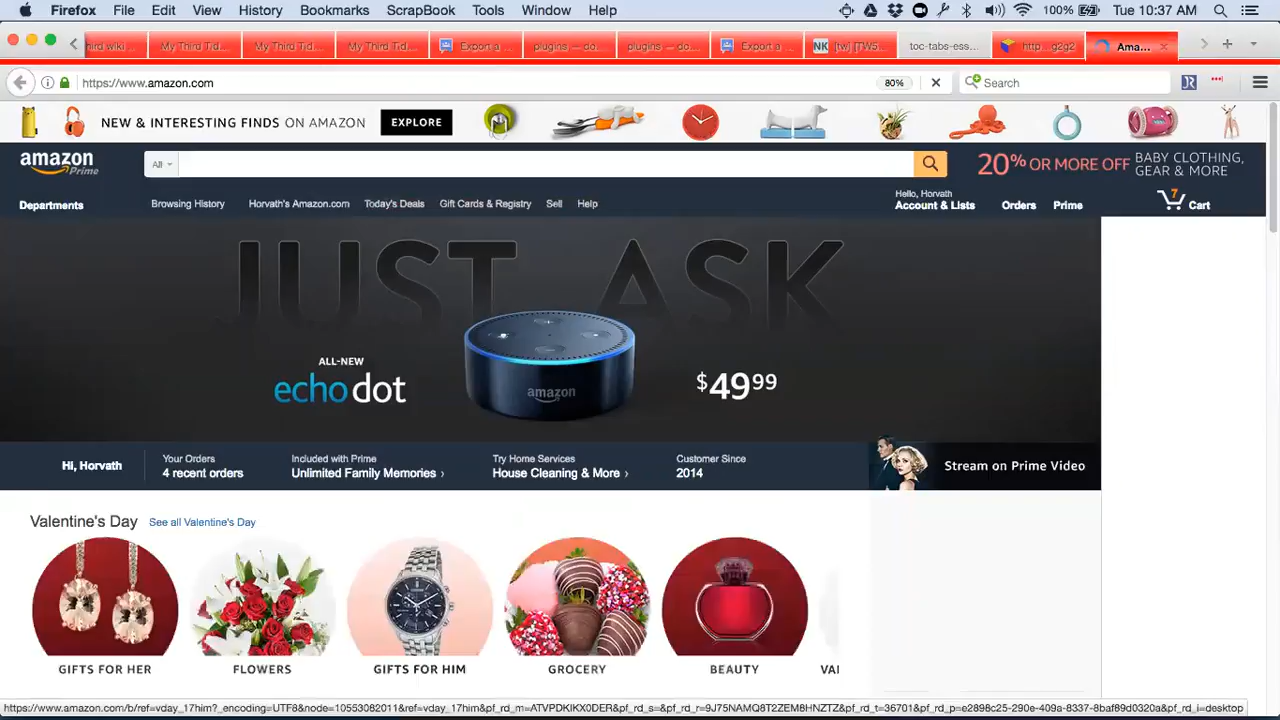 Firefox File Edit View History Bookmarks ScrapBook Tools Window Help 100% Tue 10:37 AM
hird wiki ... My Third Tid... My Third Tid... My Third Tid... Export a ... plugins — do... plugins — do... Export a ... NK [tw] [TW5... toc-tabs-ess... http...g2g2 Ama...
https://www.amazon.com 80% Search JR
NEW & INTERESTING FINDS ON AMAZON EXPLORE
amazon Prime All 20% OR MORE OFF BABY CLOTHING, GEAR & MORE
Departments Browsing History Horvath's Amazon.com Today's Deals Gift Cards & Registry Sell Help Hello, Horvath Account & Lists Orders Prime 7 Cart
JUST ASK
ALL-NEW
echo dot
amazon
$49 99
Hi, Horvath
Your Orders
4 recent orders
Included with Prime
Unlimited Family Memories ›
Try Home Services
House Cleaning & More ›
Customer Since
2014
Stream on Prime Video
Valentine's Day See all Valentine's Day
GIFTS FOR HER FLOWERS GIFTS FOR HIM GROCERY BEAUTY VAI
https://www.amazon.com/b/ref=vday_17him?_encoding=UTF8&node=10553082011&ref=vday_17him&pf_rd_m=ATVPDKIKX0DER&pf_rd_s=&pf_rd_r=9J75NAMQ8T2ZEM8HNZTZ&pf_rd_t=36701&pf_rd_p=e2898c25-290e-409a-8337-8baf89d0320a&pf_rd_i=desktop